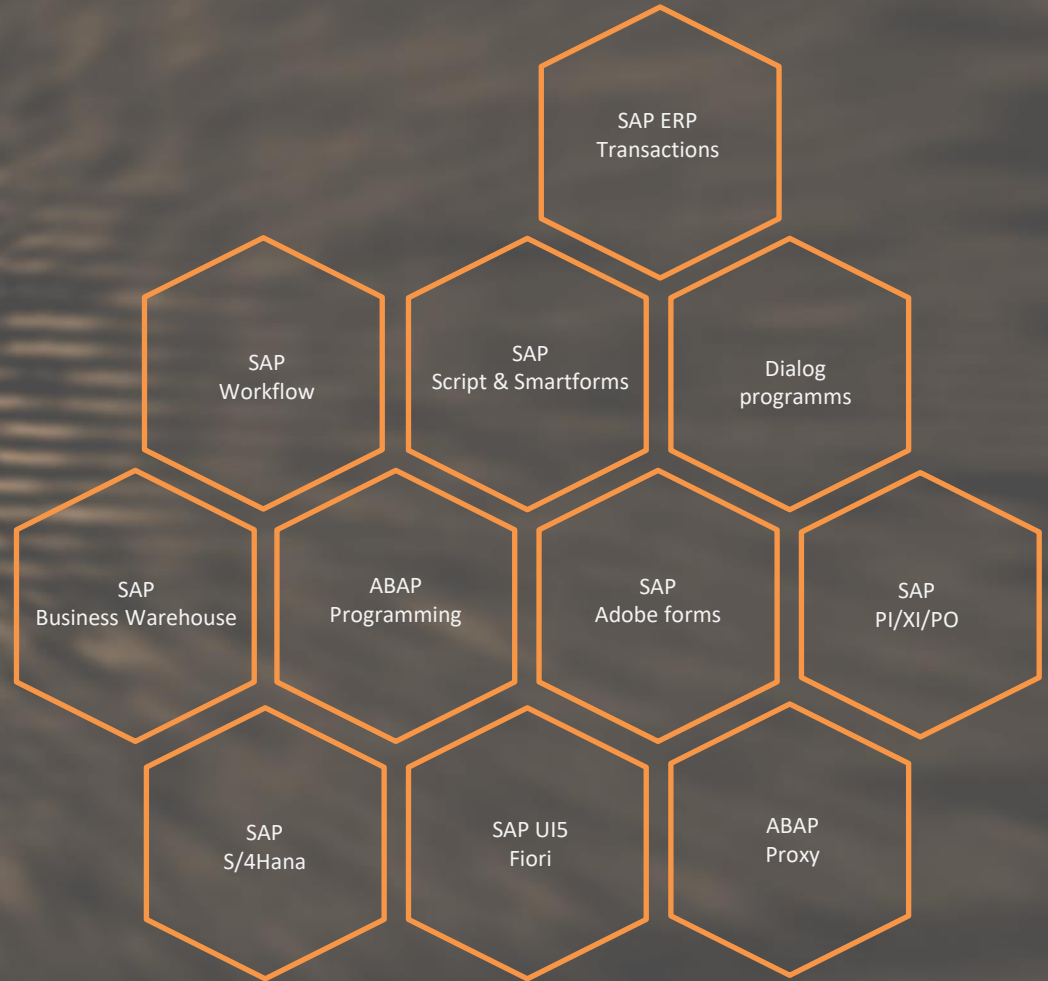 SAP ERP
Transactions
SAP
Workflow
SAP
Script & Smartforms
Dialog
programms
SAP
Business Warehouse
ABAP
Programming
SAP
Adobe forms
SAP
PI/XI/PO
SAP
S/4Hana
SAP UI5
Fiori
ABAP
Proxy